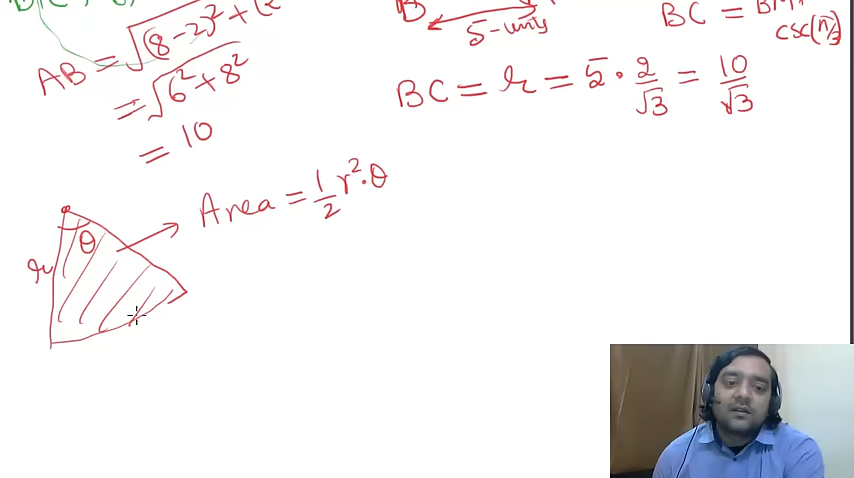 B
5-units
BC =
csc(π/3)
AB = √(8-2)² + (2
= √6² + 8²
= 10
BC = r = 5 · 2/√3 = 10/√3
Area = 1/2 r² · θ
θ
r